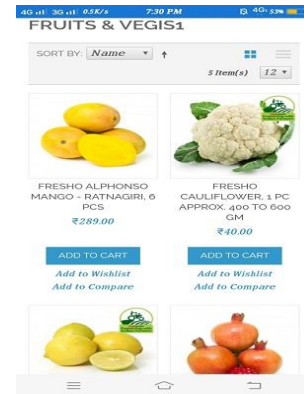 4G 3G 0.5K/s 7:30 PM 4G 53%
FRUITS & VEGIS1
SORT BY: Name
5 Item(s) 12
FRESHO ALPHONSO
MANGO - RATNAGIRI, 6
PCS
₹289.00
ADD TO CART
Add to Wishlist
Add to Compare
FRESHO
CAULIFLOWER, 1 PC
APPROX. 400 TO 600
GM
₹40.00
ADD TO CART
Add to Wishlist
Add to Compare